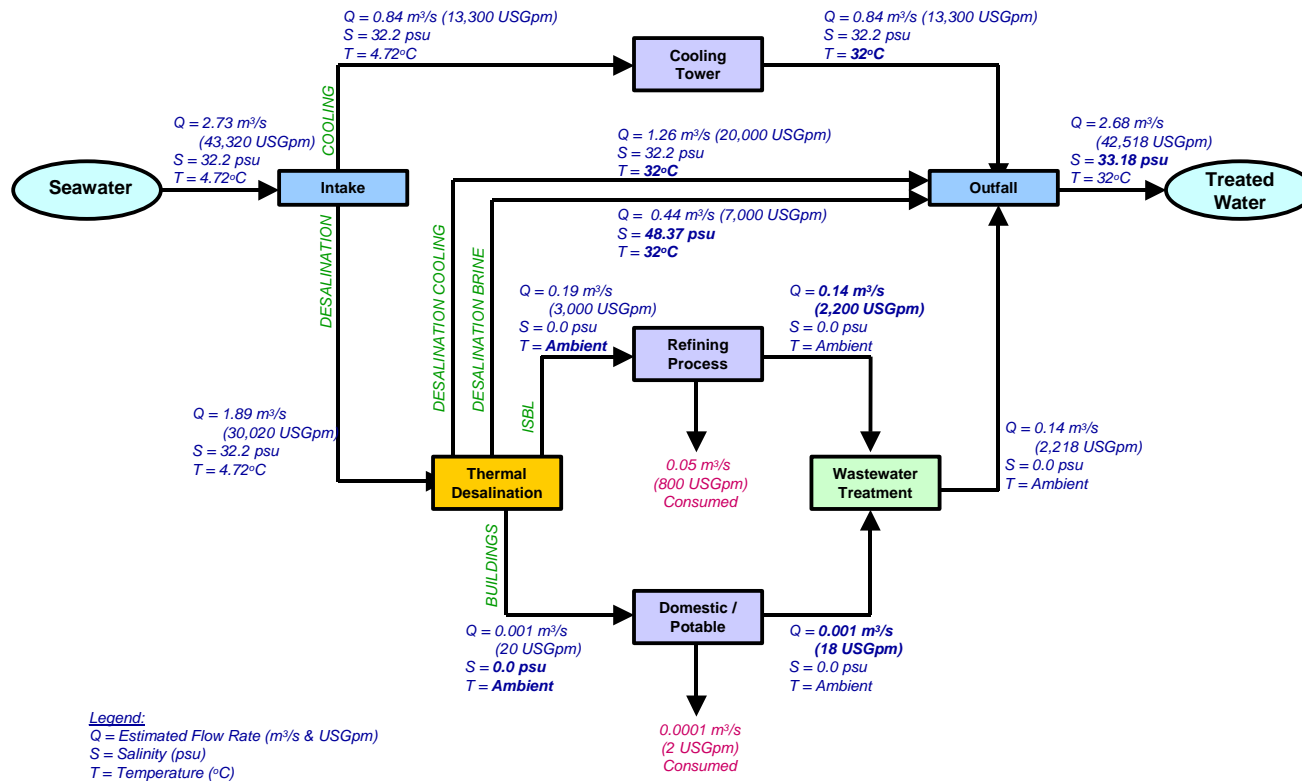 Q = 0.84 m³/s (13,300 USGpm)
S = 32.2 psu
T = 4.72ºC
Q = 0.84 m³/s (13,300 USGpm)
S = 32.2 psu
T = 32ºC
Cooling
Tower
COOLING
Q = 2.73 m³/s
(43,320 USGpm)
S = 32.2 psu
T = 4.72ºC
Q = 1.26 m³/s (20,000 USGpm)
S = 32.2 psu
T = 32ºC
Q = 2.68 m³/s
(42,518 USGpm)
S = 33.18 psu
T = 32ºC
Seawater
Intake
Outfall
Treated
Water
Q = 0.44 m³/s (7,000 USGpm)
S = 48.37 psu
T = 32ºC
DESALINATION
DESALINATION COOLING
DESALINATION BRINE
ISBL
Q = 0.19 m³/s
(3,000 USGpm)
S = 0.0 psu
T = Ambient
Refining
Process
Q = 0.14 m³/s
(2,200 USGpm)
S = 0.0 psu
T = Ambient
Q = 1.89 m³/s
(30,020 USGpm)
S = 32.2 psu
T = 4.72ºC
Thermal
Desalination
0.05 m³/s
(800 USGpm)
Consumed
Wastewater
Treatment
Q = 0.14 m³/s
(2,218 USGpm)
S = 0.0 psu
T = Ambient
BUILDINGS
Domestic /
Potable
Q = 0.001 m³/s
(20 USGpm)
S = 0.0 psu
T = Ambient
Q = 0.001 m³/s
(18 USGpm)
S = 0.0 psu
T = Ambient
0.0001 m³/s
(2 USGpm)
Consumed
Legend:
Q = Estimated Flow Rate (m³/s & USGpm)
S = Salinity (psu)
T = Temperature (ºC)